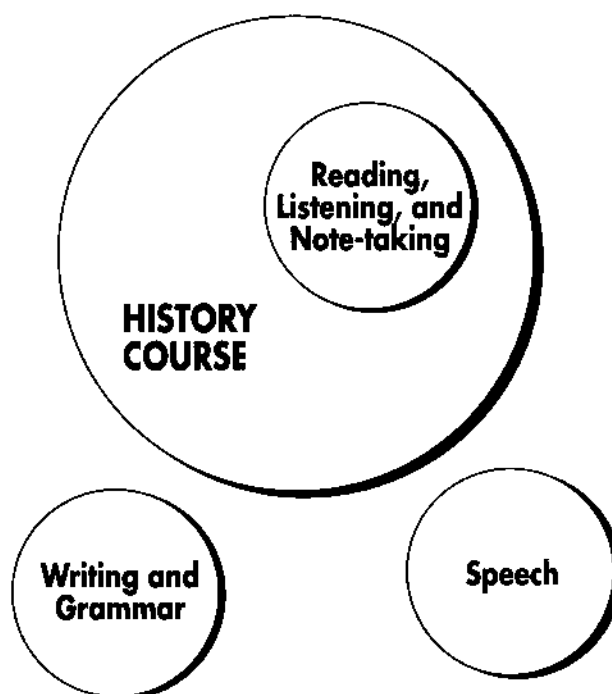 Reading,
Listening, and
Note-taking
HISTORY
COURSE
Writing and
Grammar
Speech